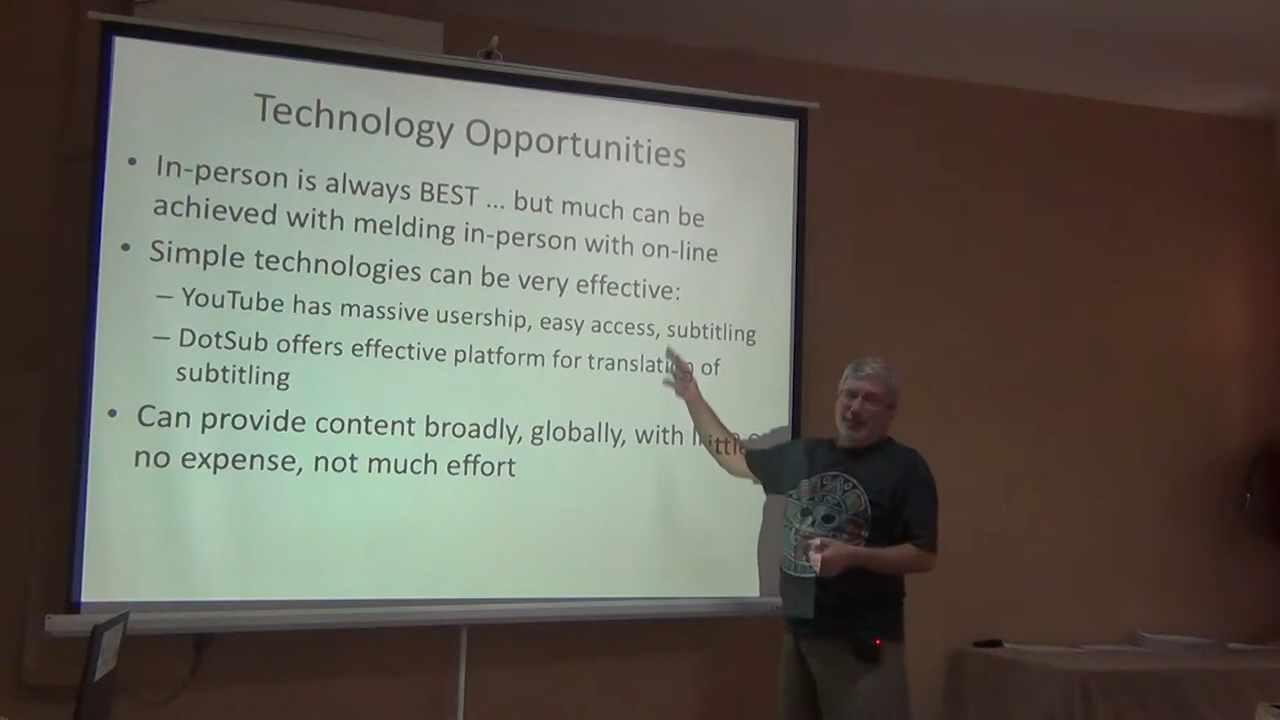 Technology Opportunities
• In-person is always BEST ... but much can be
achieved with melding in-person with on-line
• Simple technologies can be very effective:
– YouTube has massive usership, easy access, subtitling
– DotSub offers effective platform for translation of
subtitling
• Can provide content broadly, globally, with little
no expense, not much effort